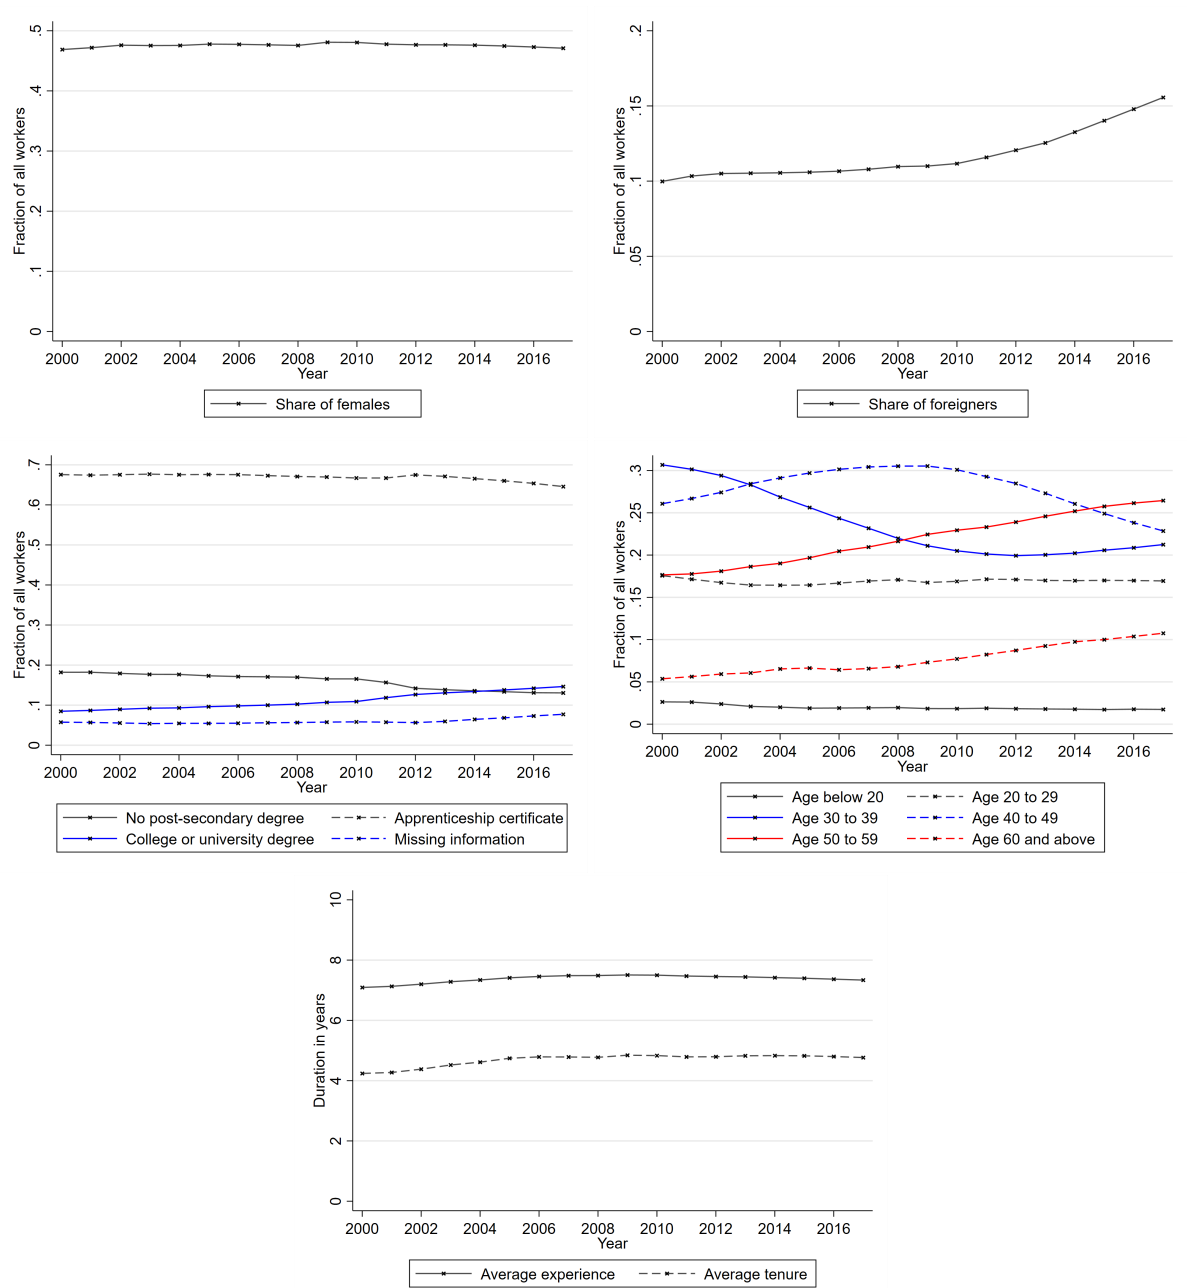 Fraction of all workers
0 .1 .2 .3 .4 .5
2000 2002 2004 2006 2008 2010 2012 2014 2016
Year
Share of females
Fraction of all workers
0 .05 .1 .15 .2
2000 2002 2004 2006 2008 2010 2012 2014 2016
Year
Share of foreigners
Fraction of all workers
0 .1 .2 .3 .4 .5 .6 .7
2000 2002 2004 2006 2008 2010 2012 2014 2016
Year
No post-secondary degree Apprenticeship certificate
College or university degree Missing information
Fraction of all workers
0 .05 .1 .15 .2 .25 .3
2000 2002 2004 2006 2008 2010 2012 2014 2016
Year
Age below 20 Age 20 to 29
Age 30 to 39 Age 40 to 49
Age 50 to 59 Age 60 and above
Duration in years
0 2 4 6 8 10
2000 2002 2004 2006 2008 2010 2012 2014 2016
Year
Average experience Average tenure